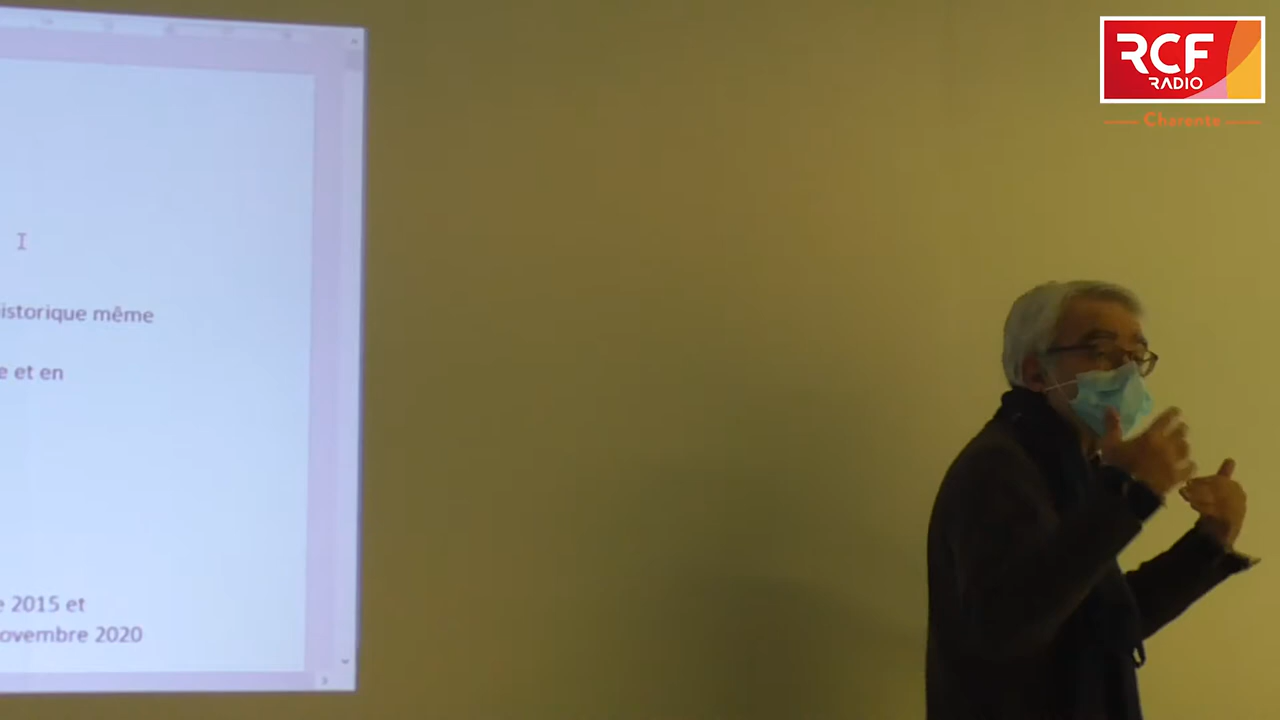 RCF
RADIO
Charente
istorique même
e et en
e 2015 et
ovembre 2020